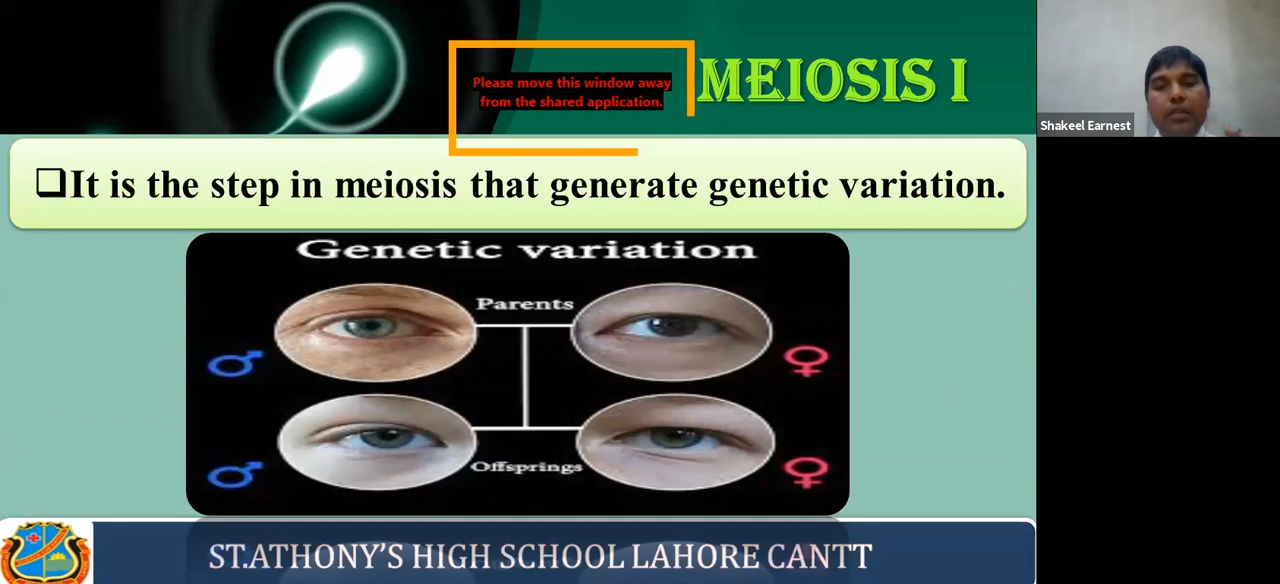 Please move this window away
from the shared application.
MEIOSIS I
Shakeel Earnest
❑It is the step in meiosis that generate genetic variation.
Genetic variation
Parents
Offsprings
ST.ATHONY'S HIGH SCHOOL LAHORE CANTT